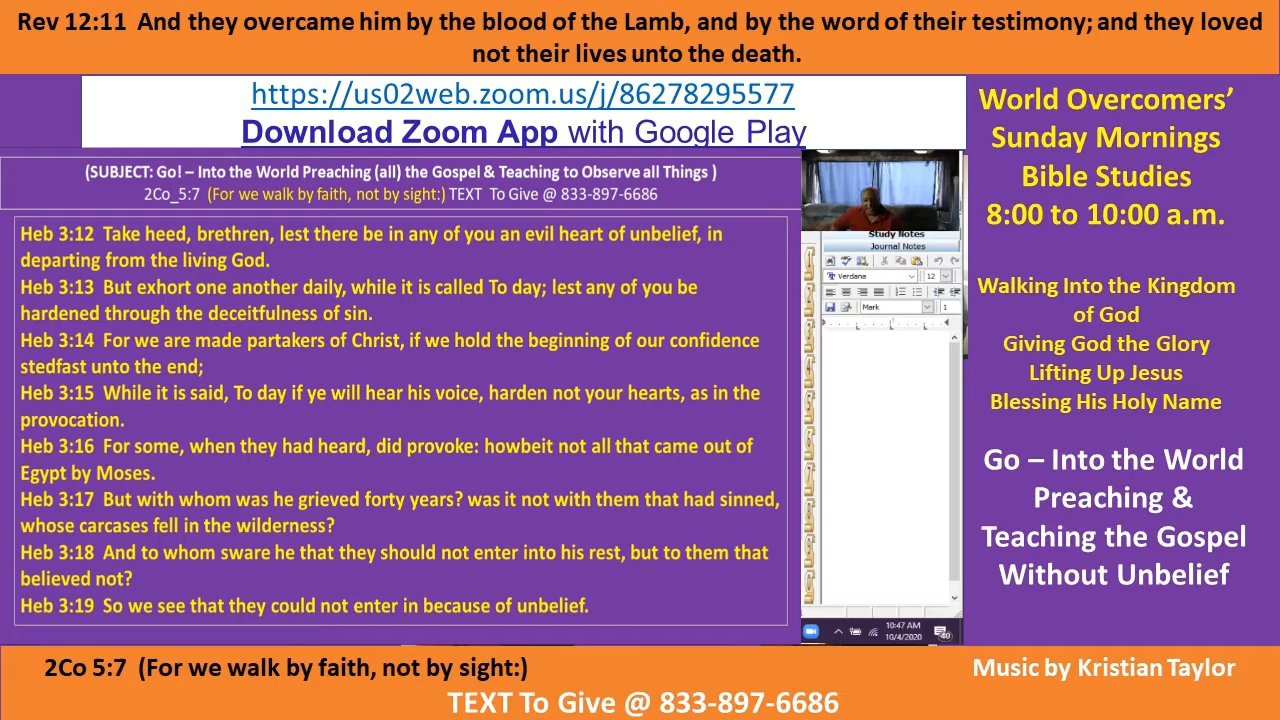 Rev 12:11  And they overcame him by the blood of the Lamb, and by the word of their testimony; and they loved
not their lives unto the death.
https://us02web.zoom.us/j/86278295577
Download Zoom App with Google Play
(SUBJECT: Go! – Into the World Preaching (all) the Gospel & Teaching to Observe all Things )
2Co_5:7  (For we walk by faith, not by sight:) TEXT  To Give @ 833-897-6686
Heb 3:12  Take heed, brethren, lest there be in any of you an evil heart of unbelief, in
departing from the living God.
Heb 3:13  But exhort one another daily, while it is called To day; lest any of you be
hardened through the deceitfulness of sin.
Heb 3:14  For we are made partakers of Christ, if we hold the beginning of our confidence
stedfast unto the end;
Heb 3:15  While it is said, To day if ye will hear his voice, harden not your hearts, as in the
provocation.
Heb 3:16  For some, when they had heard, did provoke: howbeit not all that came out of
Egypt by Moses.
Heb 3:17  But with whom was he grieved forty years? was it not with them that had sinned,
whose carcases fell in the wilderness?
Heb 3:18  And to whom sware he that they should not enter into his rest, but to them that
believed not?
Heb 3:19  So we see that they could not enter in because of unbelief.
Study Notes
Journal Notes
Verdana 12
Mark 1
10:47 AM
10/4/2020
40
World Overcomers’
Sunday Mornings
Bible Studies
8:00 to 10:00 a.m.
Walking Into the Kingdom
of God
Giving God the Glory
Lifting Up Jesus
Blessing His Holy Name
Go – Into the World
Preaching &
Teaching the Gospel
Without Unbelief
2Co 5:7  (For we walk by faith, not by sight:)
Music by Kristian Taylor
TEXT To Give @ 833-897-6686